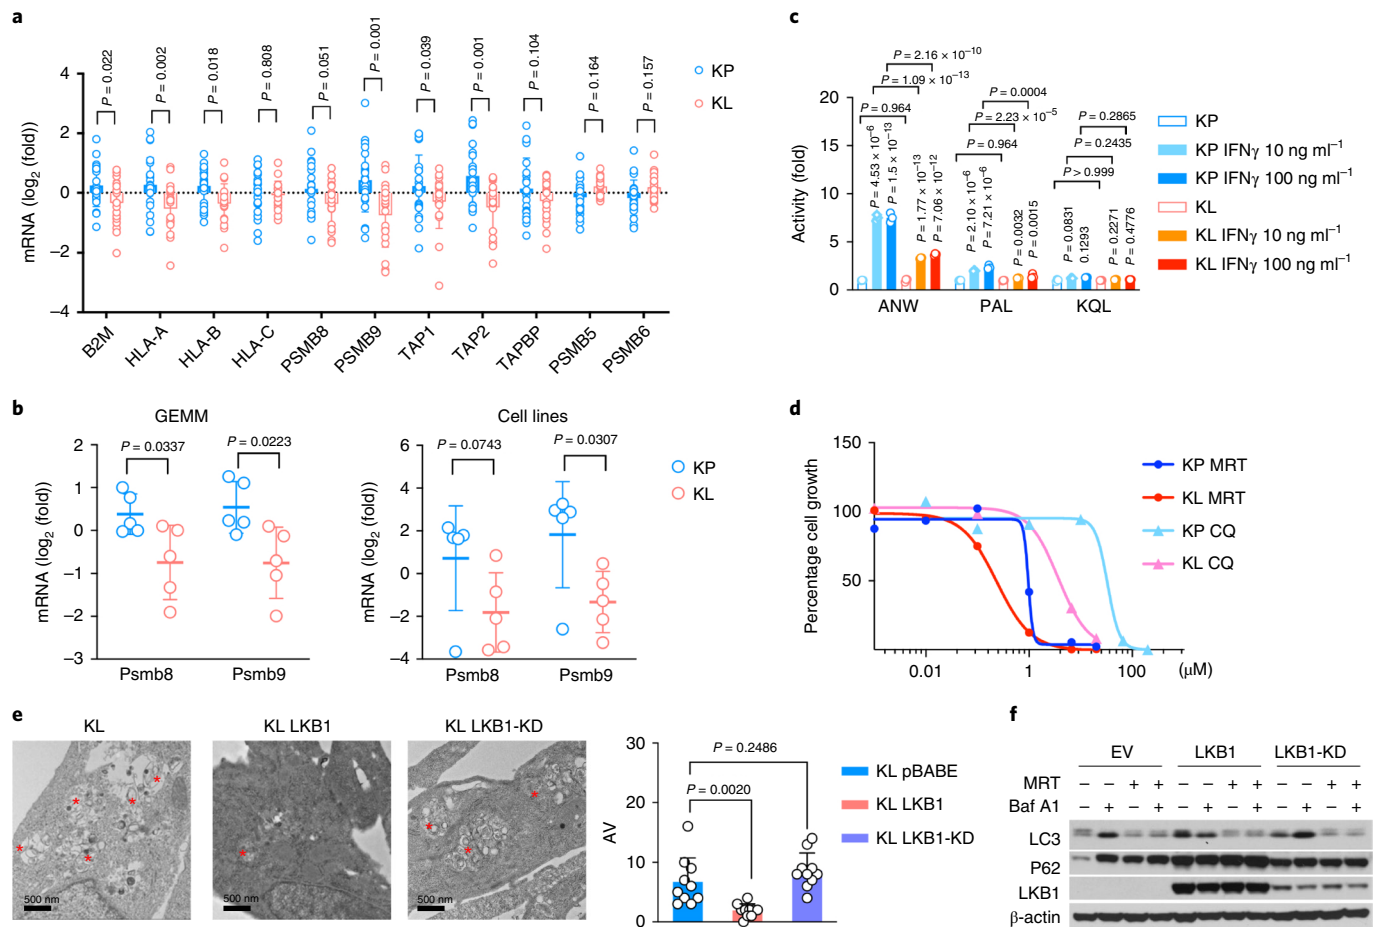 a
mRNA (log2 (fold))
4
2
0
−2
−4
P = 0.022
P = 0.002
P = 0.018
P = 0.808
P = 0.051
P = 0.001
P = 0.039
P = 0.001
P = 0.104
P = 0.164
P = 0.157
B2M
HLA-A
HLA-B
HLA-C
PSMB8
PSMB9
TAP1
TAP2
TAPBP
PSMB5
PSMB6
KP
KL
c
Activity (fold)
20
15
10
5
0
P = 2.16 × 10−10
P = 1.09 × 10−13
P = 0.964
P = 4.53 × 10−6
P = 1.5 × 10−13
P = 1.77 × 10−13
P = 7.06 × 10−12
P = 0.0004
P = 2.23 × 10−5
P = 0.964
P = 2.10 × 10−6
P = 7.21 × 10−6
P = 0.0032
P = 0.0015
P = 0.2865
P = 0.2435
P > 0.999
P = 0.0831
0.1293
P = 0.2271
P = 0.4776
ANW
PAL
KQL
KP
KP IFNγ 10 ng ml−1
KP IFNγ 100 ng ml−1
KL
KL IFNγ 10 ng ml−1
KL IFNγ 100 ng ml−1
b
GEMM
mRNA (log2 (fold))
2
1
0
−1
−2
−3
P = 0.0337
P = 0.0223
Psmb8
Psmb9
Cell lines
mRNA (log2 (fold))
6
4
2
0
−2
−4
P = 0.0743
P = 0.0307
Psmb8
Psmb9
KP
KL
d
Percentage cell growth
150
100
50
0.01
1
100
(μM)
KP MRT
KL MRT
KP CQ
KL CQ
e
KL
KL LKB1
KL LKB1-KD
* * * * *
*
* * *
500 nm
500 nm
500 nm
AV
30
20
10
0
P = 0.2486
P = 0.0020
KL pBABE
KL LKB1
KL LKB1-KD
f
EV LKB1 LKB1-KD
MRT − − + + − − + + − − + +
Baf A1 − + − + − + − + − + − +
LC3
P62
LKB1
β-actin